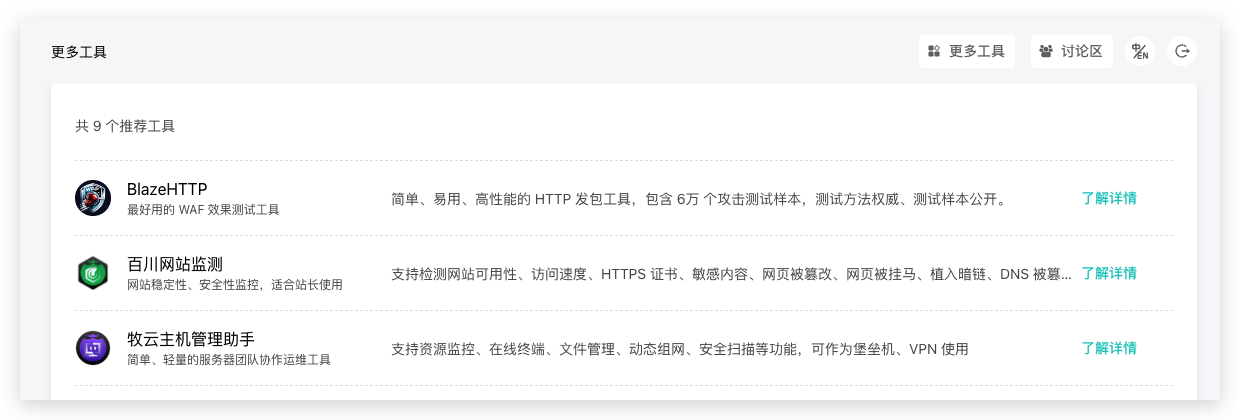 更多工具
更多工具
讨论区
中/EN
共 9 个推荐工具
BlazeHTTP
最好用的 WAF 效果测试工具
简单、易用、高性能的 HTTP 发包工具，包含 6万 个攻击测试样本，测试方法权威、测试样本公开。
了解详情
百川网站监测
网站稳定性、安全性监控，适合站长使用
支持检测网站可用性、访问速度、HTTPS 证书、敏感内容、网页被篡改、网页被挂马、植入暗链、DNS 被篡...
了解详情
牧云主机管理助手
简单、轻量的服务器团队协作运维工具
支持资源监控、在线终端、文件管理、动态组网、安全扫描等功能，可作为堡垒机、VPN 使用
了解详情